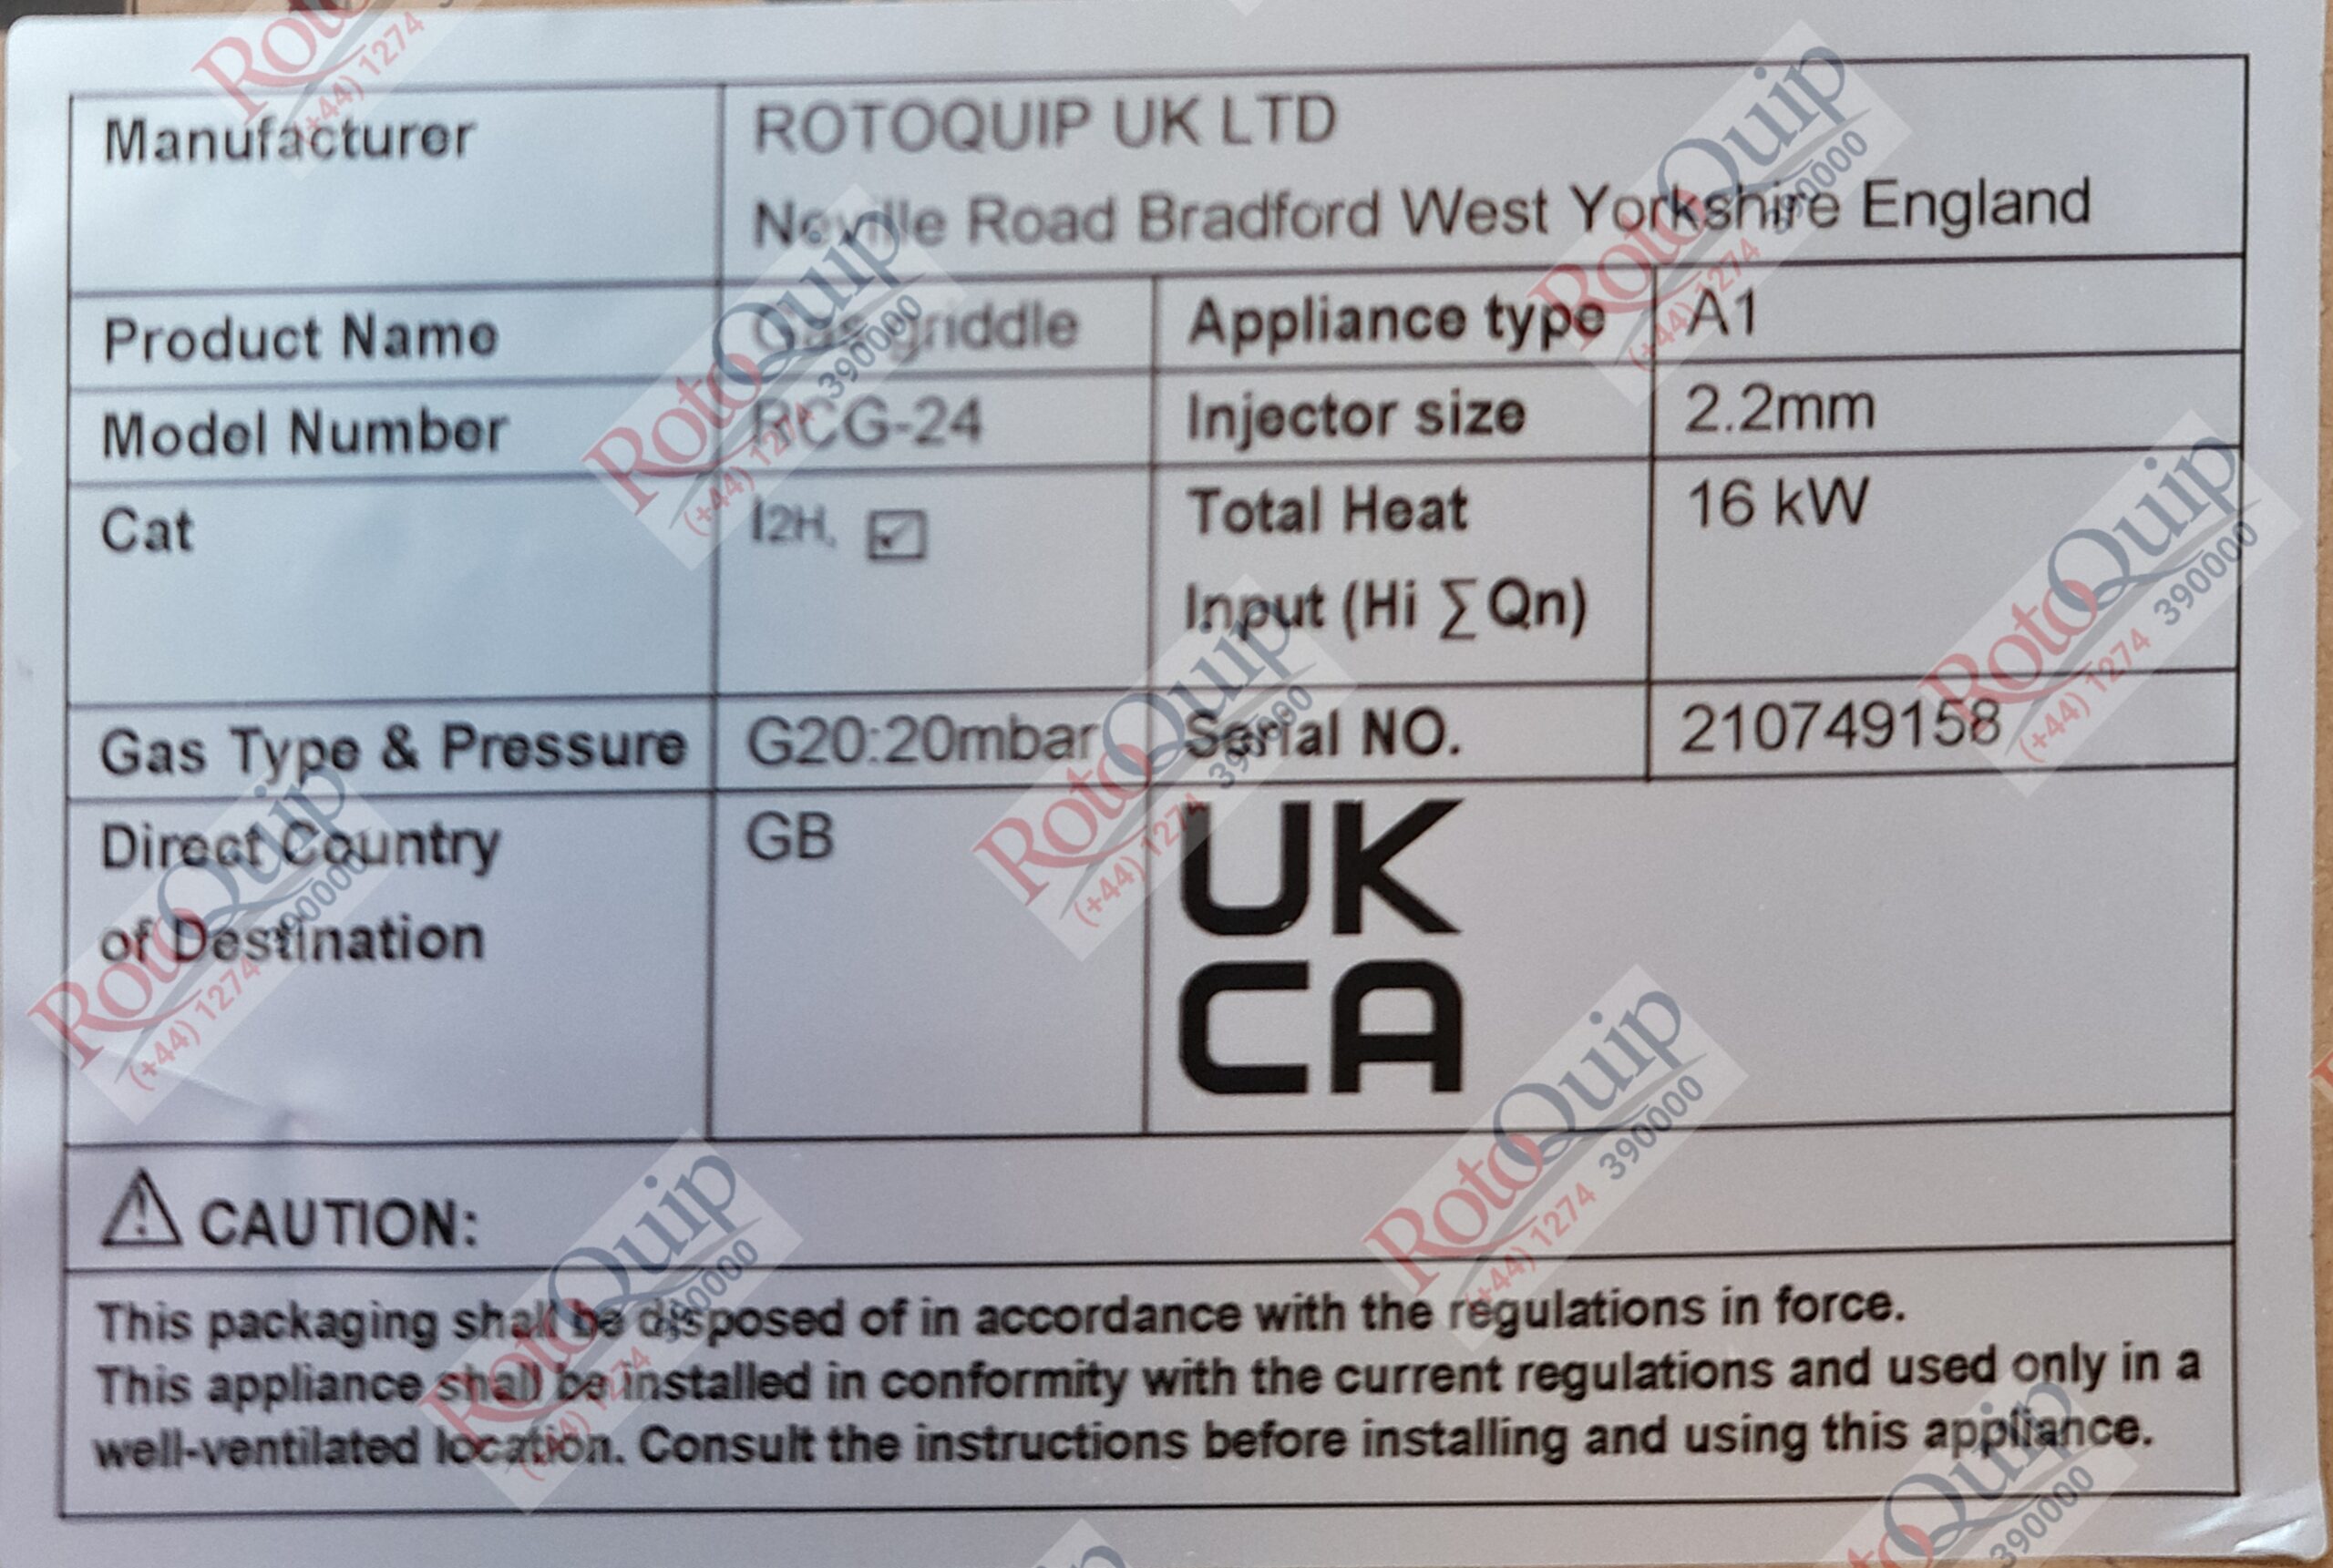 Manufacturer ROTOQUIP UK LTD
Neville Road Bradford West Yorkshire England
Product Name Gas griddle Appliance type A1
Model Number RCG-24 Injector size 2.2mm
Cat I2H, ☑ Total Heat 16 kW
Input (Hi ∑Qn)
Gas Type & Pressure G20:20mbar Serial NO. 210749158
Direct Country GB
of Destination
UK
CA
⚠ CAUTION:
This packaging shall be disposed of in accordance with the regulations in force.
This appliance shall be installed in conformity with the current regulations and used only in a
well-ventilated location. Consult the instructions before installing and using this appliance.
RotoQuip
(+44) 1274 390000